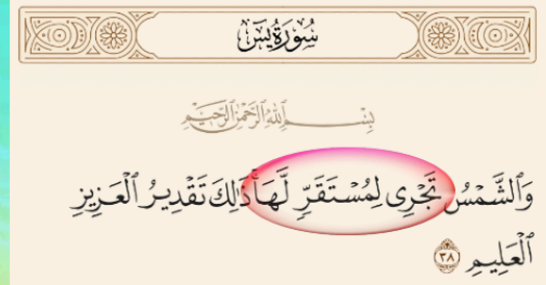 سُورَةُ يسٓ
بِسْمِ ٱللَّهِ ٱلرَّحْمَٰنِ ٱلرَّحِيمِ
وَٱلشَّمْسُ تَجْرِى لِمُسْتَقَرٍّ لَّهَا ۚ ذَٰلِكَ تَقْدِيرُ ٱلْعَزِيزِ
ٱلْعَلِيمِ ٣٨